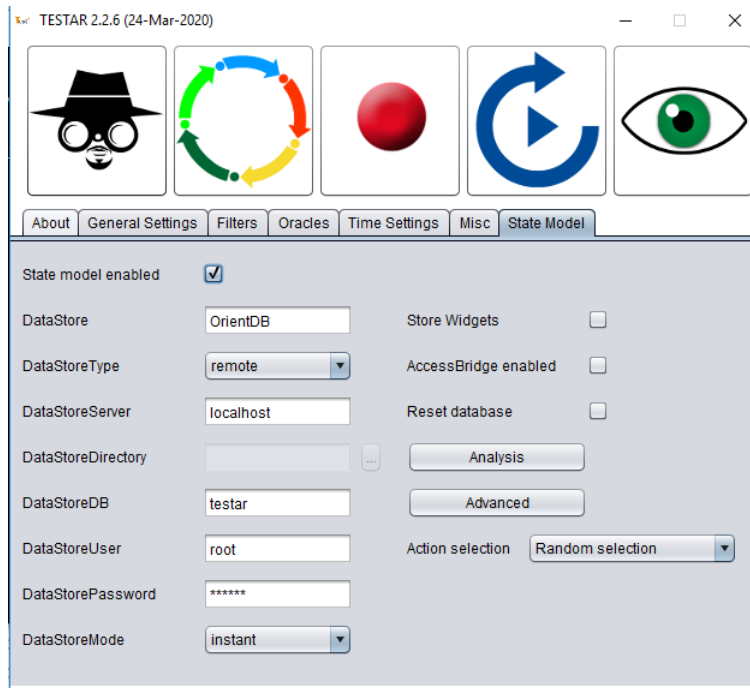 TESTAR 2.2.6 (24-Mar-2020)
About General Settings Filters Oracles Time Settings Misc State Model
State model enabled
DataStore OrientDB Store Widgets
DataStoreType remote AccessBridge enabled
DataStoreServer localhost Reset database
DataStoreDirectory ... Analysis
DataStoreDB testar Advanced
DataStoreUser root Action selection Random selection
DataStorePassword ******
DataStoreMode instant